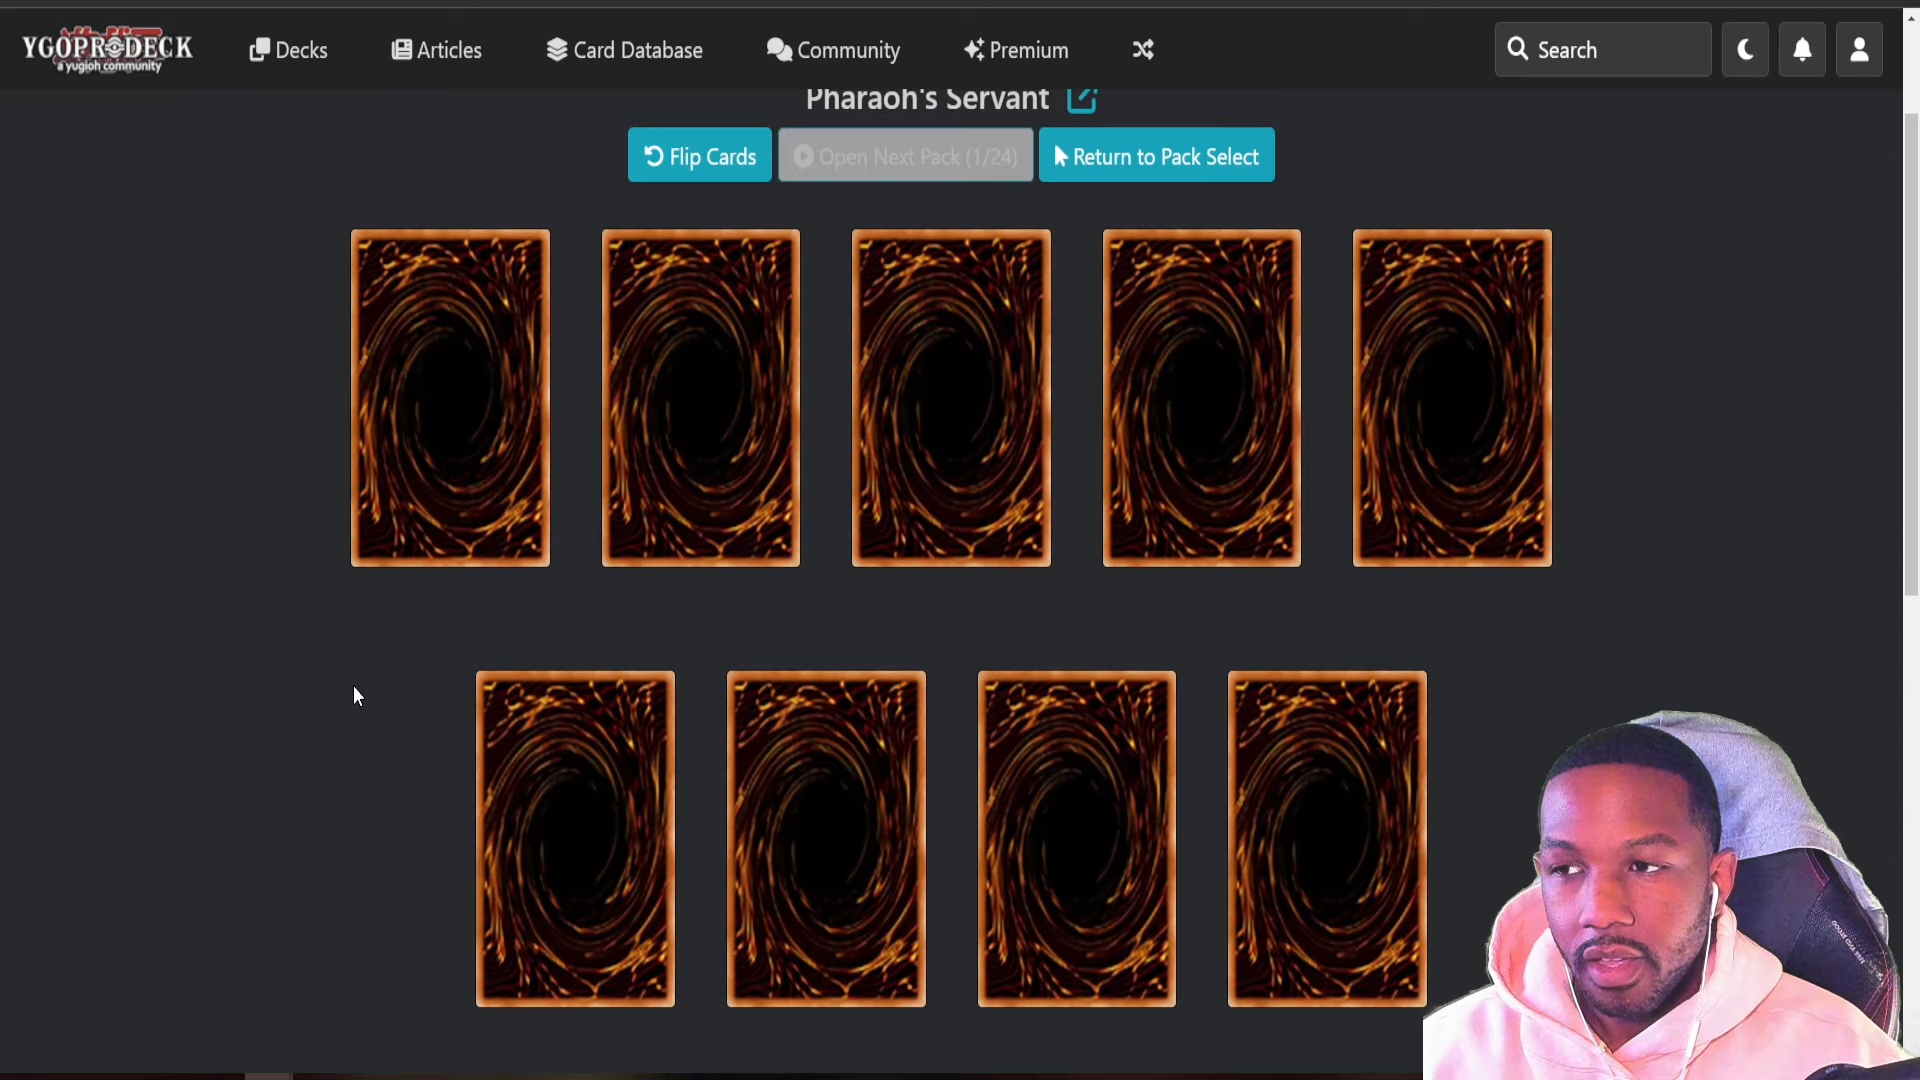 YGOPRODECK
a yugioh community
Decks
Articles
Card Database
Community
Premium
Search
Pharaoh's Servant
Flip Cards
Open Next Pack (1/24)
Return to Pack Select